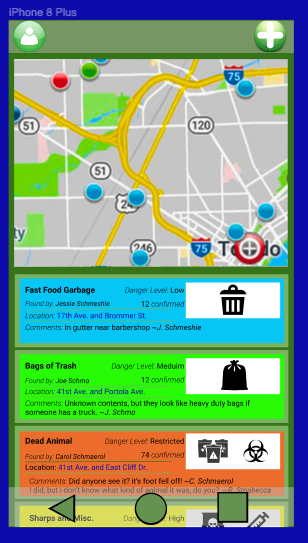 iPhone 8 Plus
75
51
120
51
24
246
75
ty
To do
Fast Food Garbage Danger Level: Low
Found by: Jessie Schmeshie 12 confirmed
Location: 17th Ave. and Brommer St.
Comments: In gutter near barbershop ~J. Schmeshie
Bags of Trash Danger Level: Meduim
Found by: Joe Schmo 12 confirmed
Location: 41st Ave. and Portola Ave.
Comments: Unknown contents, but they look like heavy duty bags if
someone has a truck. ~J. Schmo
Dead Animal Danger Level: Restricted
Found by: Carol Schmaerol 74 confirmed
Location: 41st Ave. and East Cliff Dr.
Comments: Did anyone see it? it's foot fell off! ~C. Schmaerol
I did, but i don't know what kind of animal it was, do you? ~R. Smebecca
Sharps and Misc. Danger Level: High